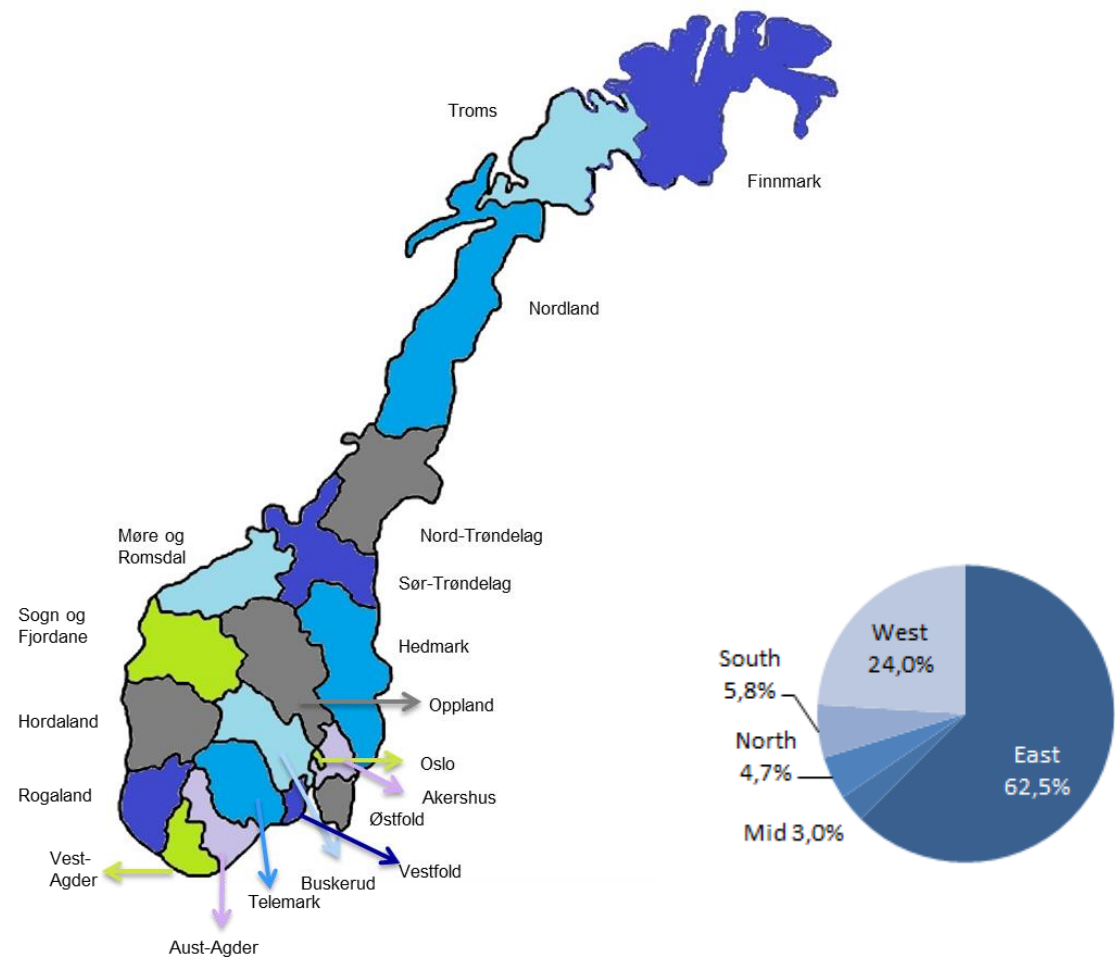 Troms
Finnmark
Nordland
Møre og
Romsdal
Nord-Trøndelag
Sør-Trøndelag
Sogn og
Fjordane
Hedmark
Oppland
Hordaland
Oslo
Rogaland
Akershus
Østfold
Vest-
Agder
Vestfold
Buskerud
Telemark
Aust-Agder
West
24,0%
South
5,8%
North
4,7%
East
62,5%
Mid 3,0%